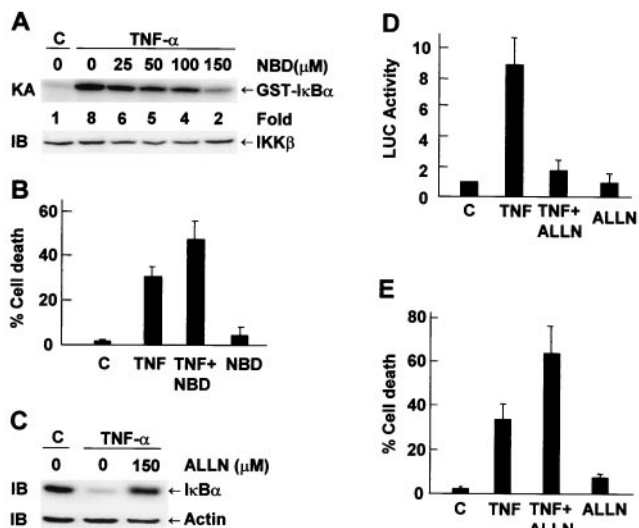 A
C TNF-α
0 0 25 50 100 150 NBD(μM)
KA ←GST-IκBα
1 8 6 5 4 2 Fold
IB ←IKKβ
B
% Cell death
60
40
20
0
C TNF TNF+ NBD
NBD
C
C TNF-α
0 0 150 ALLN (μM)
IB ←IκBα
IB ←Actin
D
LUC Activity
10
8
6
4
2
0
C TNF TNF+ ALLN
ALLN
E
% Cell death
80
60
40
20
0
C TNF TNF+ ALLN
ALLN